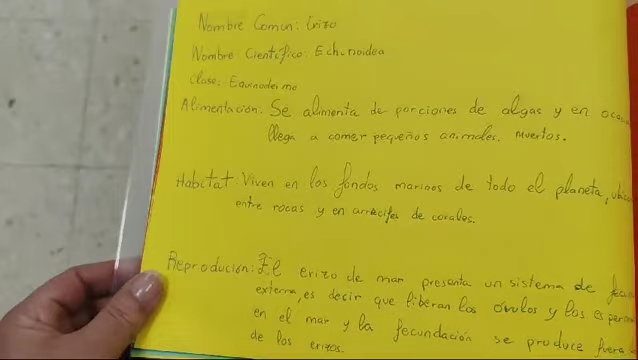 Nombre Comun: Erizo
Nombre Científico: Echinoidea
Clase: Equinodermo
Alimentación: Se alimenta de porciones de algas y en
llega a comer pequeños animales muertos.
Habitat: Viven en los fondos marinos de todo el planeta,
entre rocas y en arrecifes de corales.
Reproducion: El erizo de mar presenta un sistema de
externa, es decir que liberan los óvulos y los
en el mar y la fecundación se produce fuera
de los erizos.